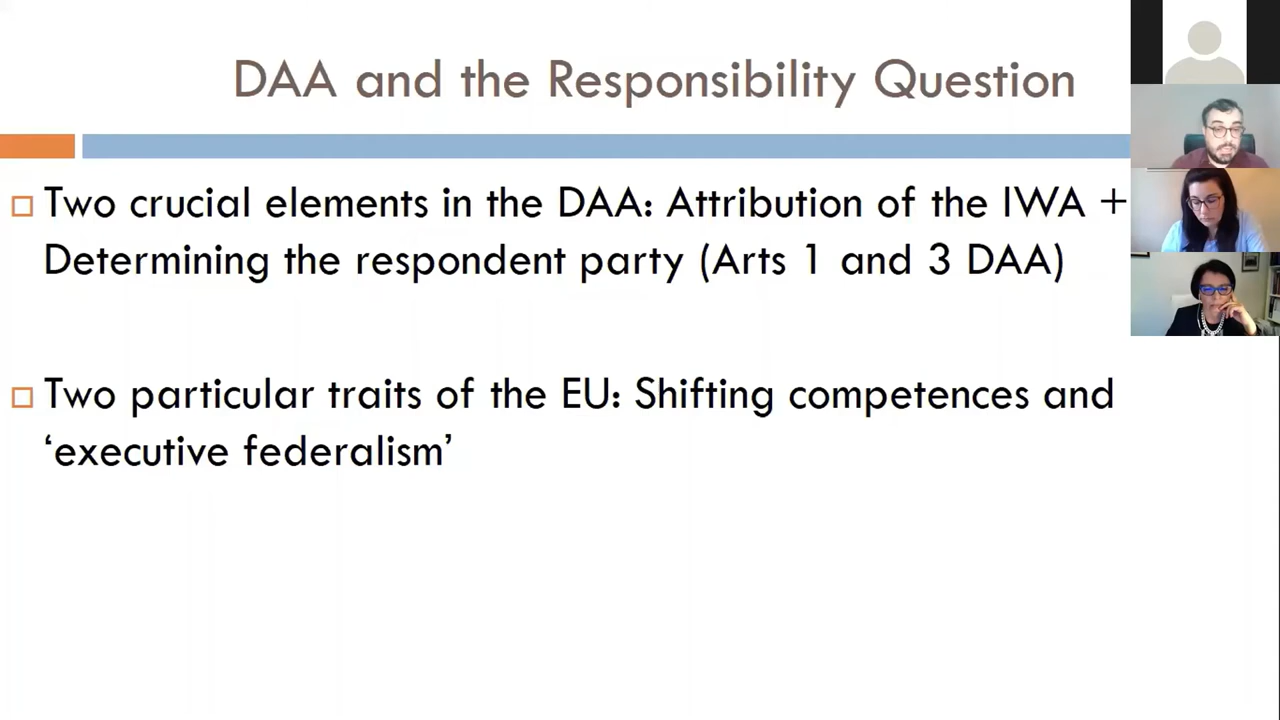 DAA and the Responsibility Question
Two crucial elements in the DAA: Attribution of the IWA +
Determining the respondent party (Arts 1 and 3 DAA)
Two particular traits of the EU: Shifting competences and
‘executive federalism’